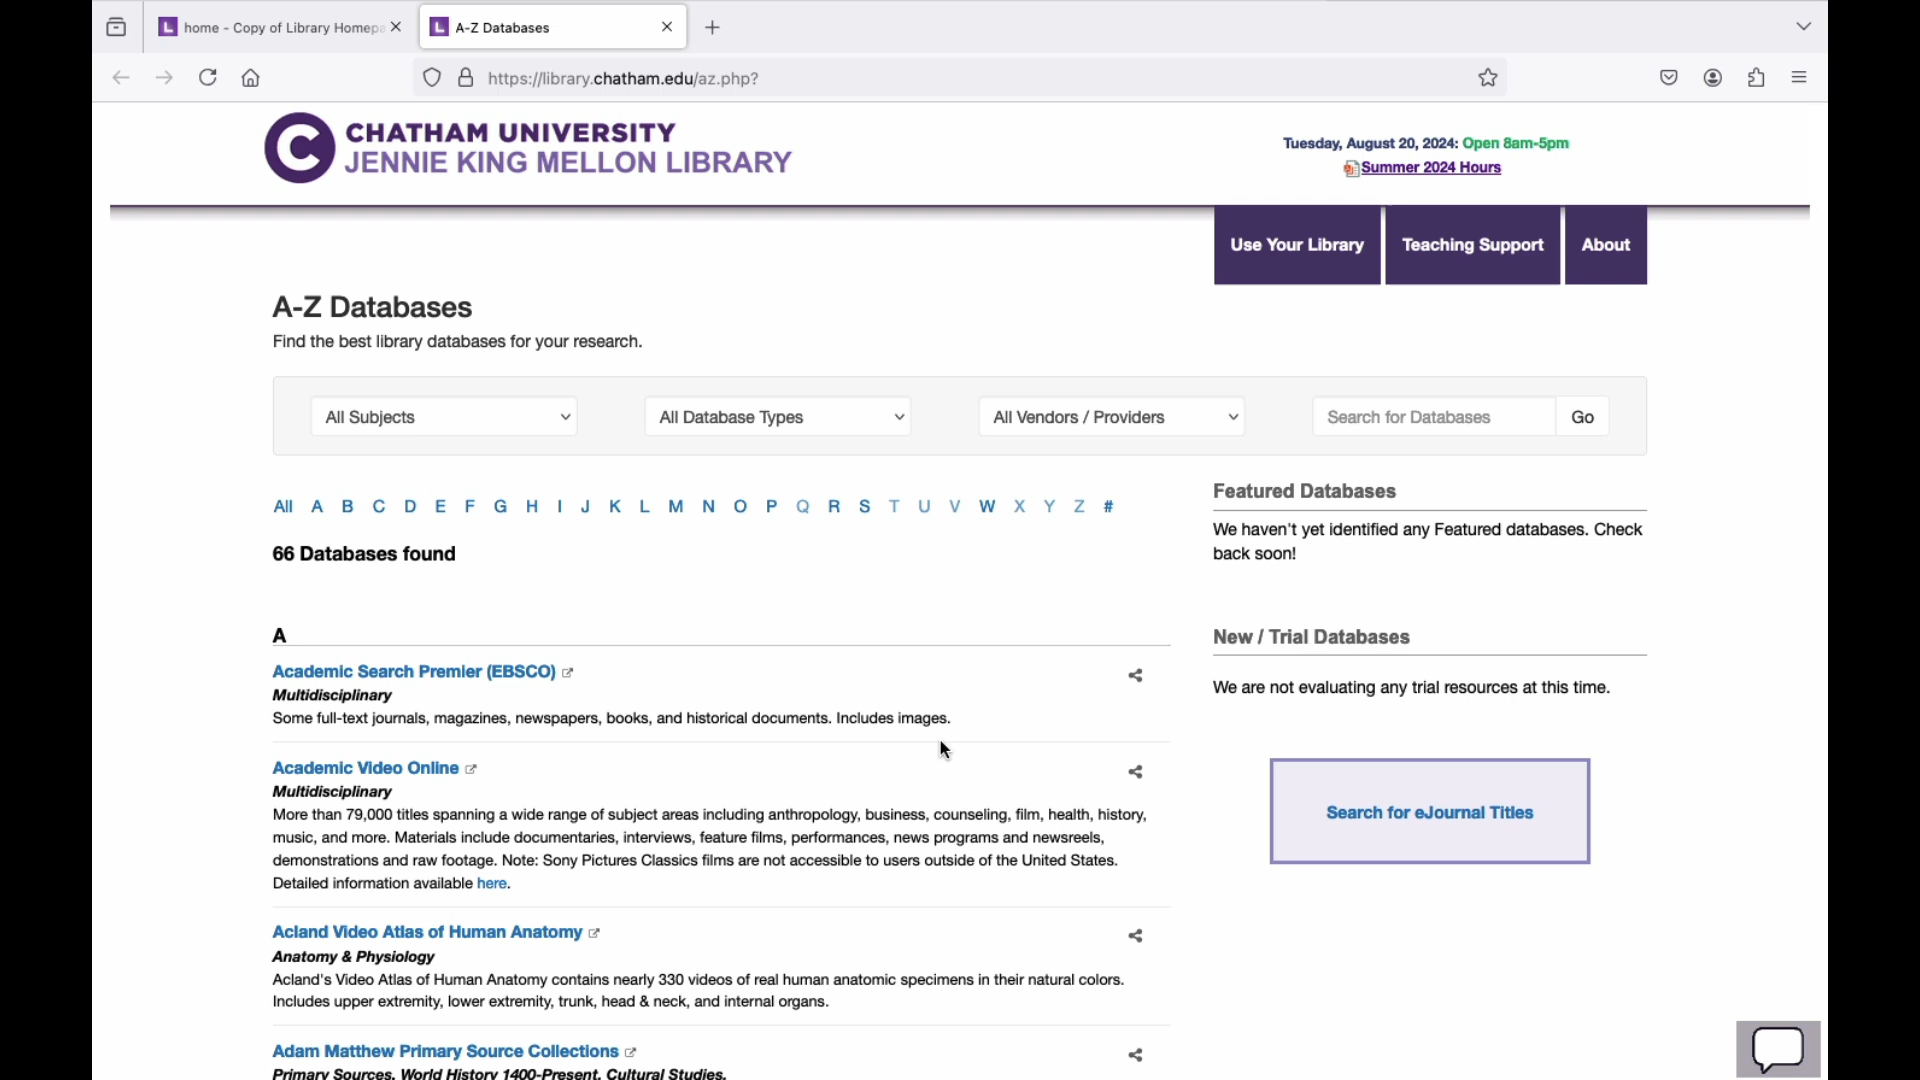 home - Copy of Library Homepa
A-Z Databases
https://library.chatham.edu/az.php?
CHATHAM UNIVERSITY
JENNIE KING MELLON LIBRARY
Tuesday, August 20, 2024: Open 8am-5pm
Summer 2024 Hours
Use Your Library
Teaching Support
About
A-Z Databases
Find the best library databases for your research.
All Subjects
All Database Types
All Vendors / Providers
Search for Databases
Go
All A B C D E F G H I J K L M N O P Q R S T U V W X Y Z #
66 Databases found
A
Academic Search Premier (EBSCO)
Multidisciplinary
Some full-text journals, magazines, newspapers, books, and historical documents. Includes images.
Academic Video Online
Multidisciplinary
More than 79,000 titles spanning a wide range of subject areas including anthropology, business, counseling, film, health, history,
music, and more. Materials include documentaries, interviews, feature films, performances, news programs and newsreels,
demonstrations and raw footage. Note: Sony Pictures Classics films are not accessible to users outside of the United States.
Detailed information available here.
Acland Video Atlas of Human Anatomy
Anatomy & Physiology
Acland's Video Atlas of Human Anatomy contains nearly 330 videos of real human anatomic specimens in their natural colors.
Includes upper extremity, lower extremity, trunk, head & neck, and internal organs.
Adam Matthew Primary Source Collections
Primary Sources, World History 1400-Present, Cultural Studies,
Featured Databases
We haven't yet identified any Featured databases. Check
back soon!
New / Trial Databases
We are not evaluating any trial resources at this time.
Search for eJournal Titles